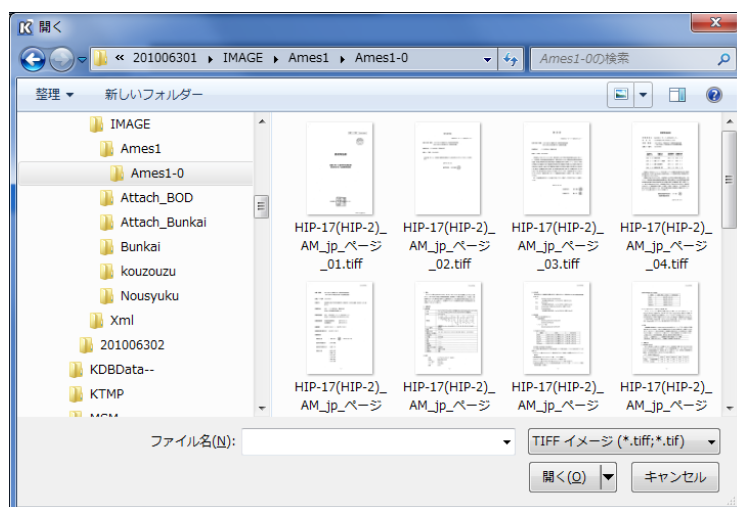 開く
« 201006301 ▸ IMAGE ▸ Ames1 ▸ Ames1-0
Ames1-0の検索
整理 ▼ 新しいフォルダー
IMAGE
Ames1
Ames1-0
Attach_BOD
Attach_Bunkai
Bunkai
kouzouzu
Nousyuku
Xml
201006302
KDBData--
KTMP
MSM
HIP-17(HIP-2)_
AM_jp_ページ
_01.tiff
HIP-17(HIP-2)_
AM_jp_ページ
_02.tiff
HIP-17(HIP-2)_
AM_jp_ページ
_03.tiff
HIP-17(HIP-2)_
AM_jp_ページ
_04.tiff
HIP-17(HIP-2)_
AM_jp_ページ
HIP-17(HIP-2)_
AM_jp_ページ
HIP-17(HIP-2)_
AM_jp_ページ
HIP-17(HIP-2)_
AM_jp_ページ
ファイル名(N):
TIFF イメージ (*.tiff;*.tif)
開く(O)
キャンセル